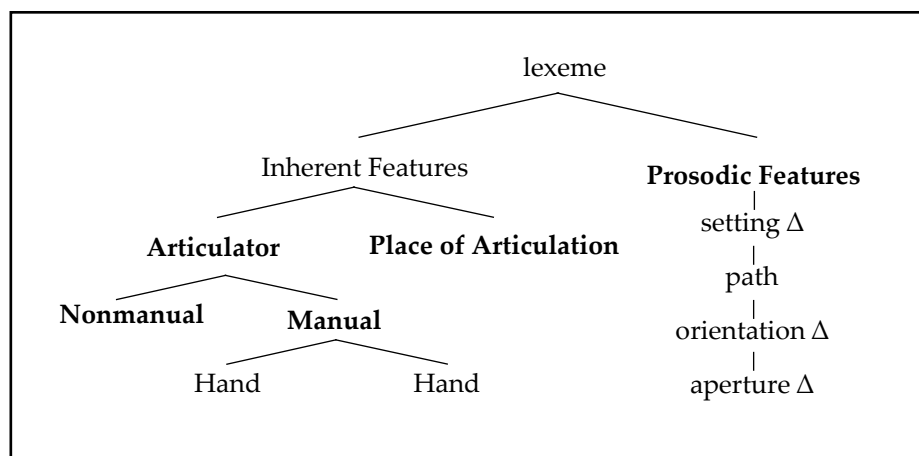 lexeme
Inherent Features
Prosodic Features
setting Δ
Articulator
Place of Articulation
path
Nonmanual
Manual
orientation Δ
Hand
Hand
aperture Δ